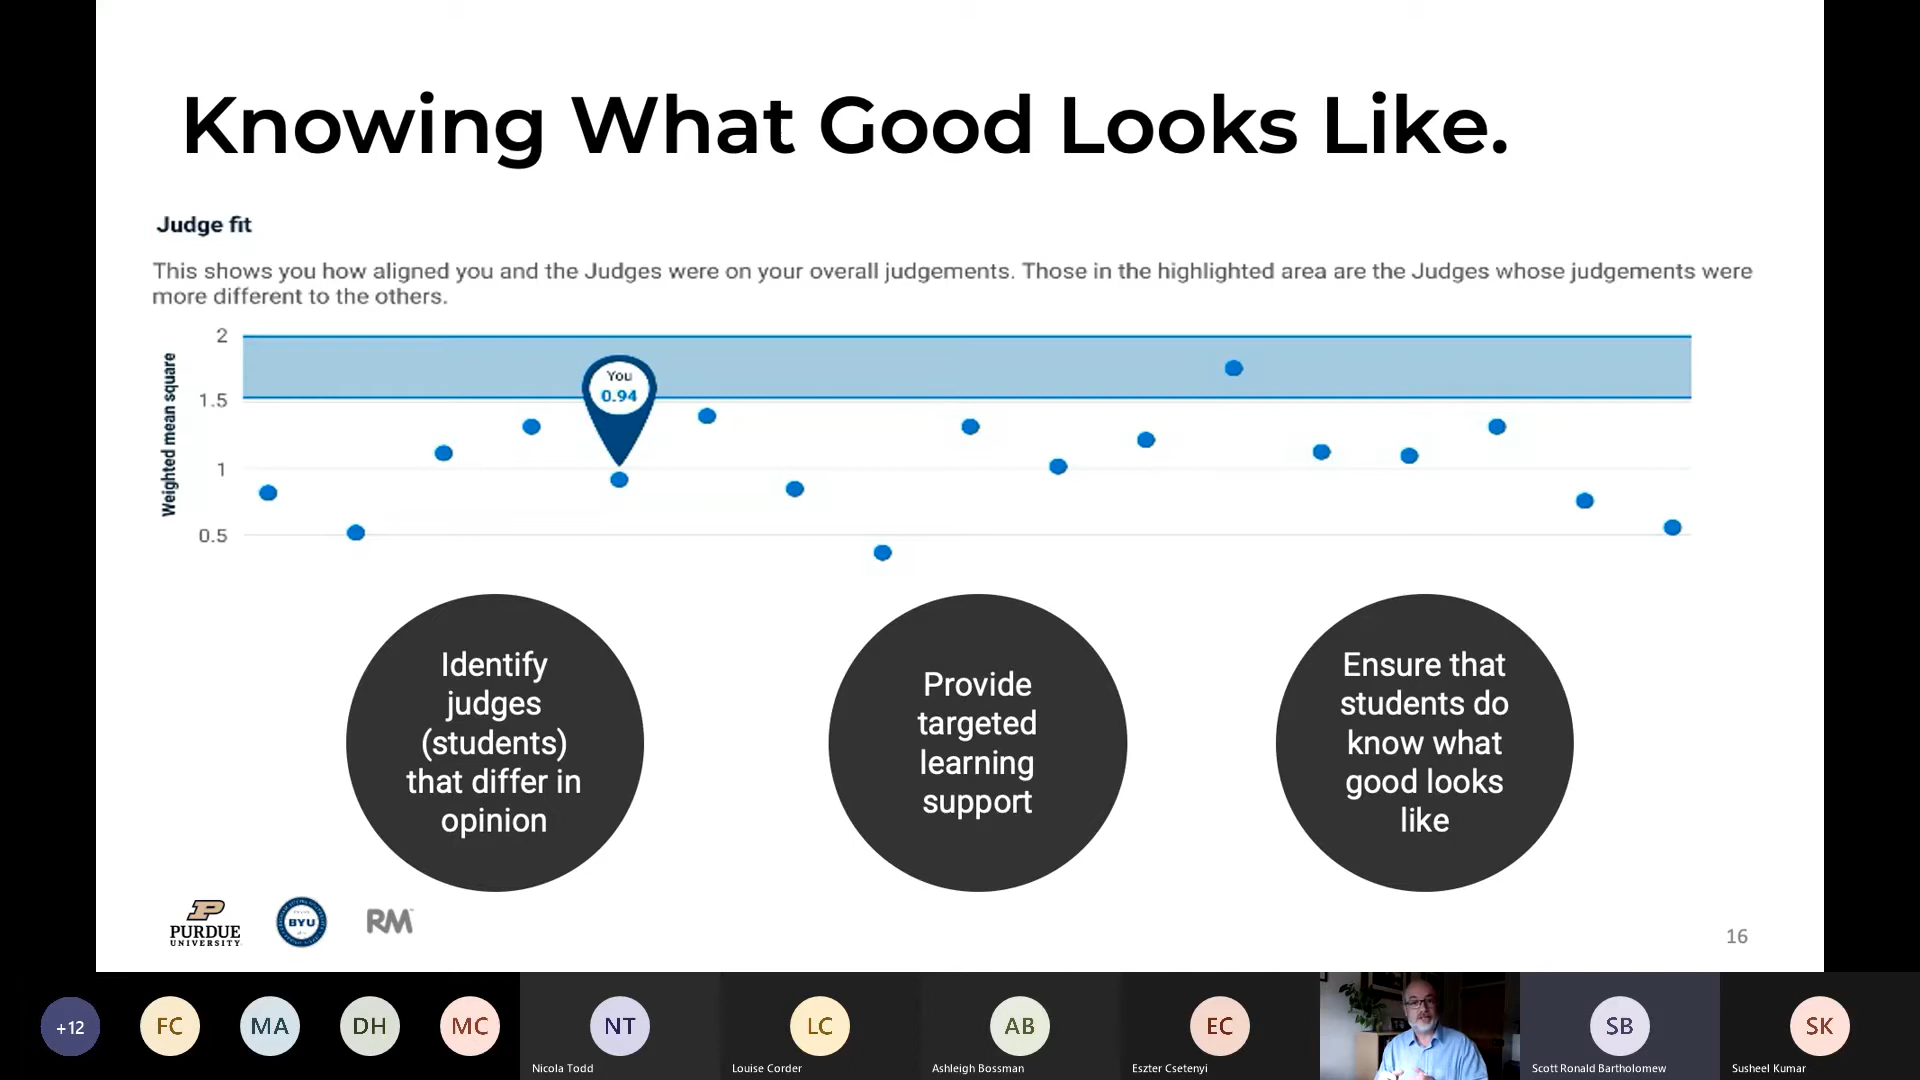 Knowing What Good Looks Like.
Judge fit
This shows you how aligned you and the Judges were on your overall judgements. Those in the highlighted area are the Judges whose judgements were
more different to the others.
Weighted mean square
2
1.5
1
0.5
You
0.94
Identify
judges
(students)
that differ in
opinion
Provide
targeted
learning
support
Ensure that
students do
know what
good looks
like
PURDUE
UNIVERSITY
BYU
RM
16
+12
FC
MA
DH
MC
NT
Nicola Todd
LC
Louise Corder
AB
Ashleigh Bossman
EC
Eszter Csetenyi
SB
Scott Ronald Bartholomew
SK
Susheel Kumar